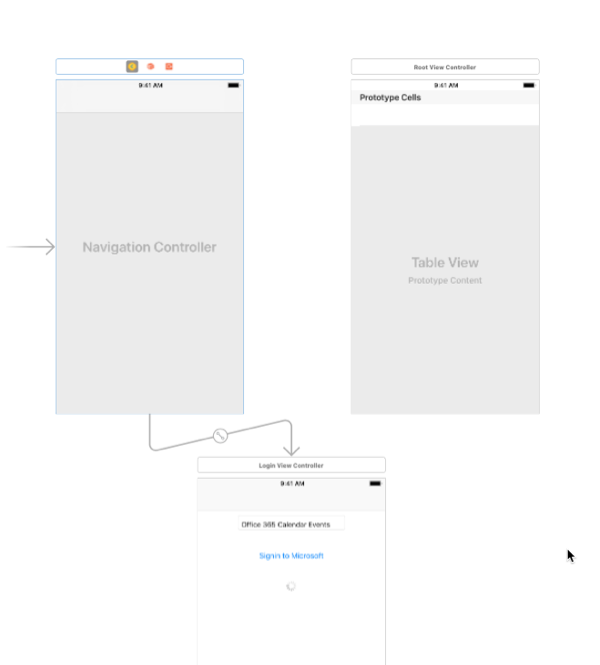 Root View Controller
9:41 AM
9:41 AM
Prototype Cells
Navigation Controller
Table View
Prototype Content
Login View Controller
9:41 AM
Office 365 Calendar Events
Signin to Microsoft